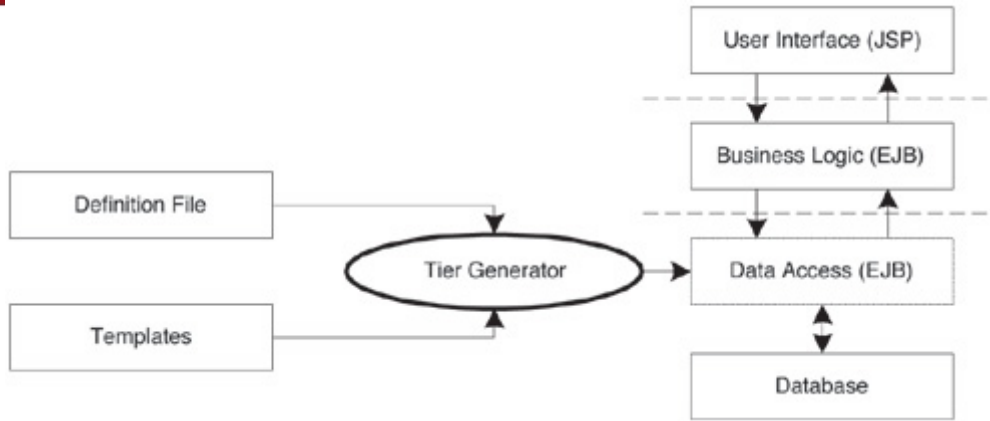 User Interface (JSP)
Business Logic (EJB)
Definition File
Tier Generator
Data Access (EJB)
Templates
Database